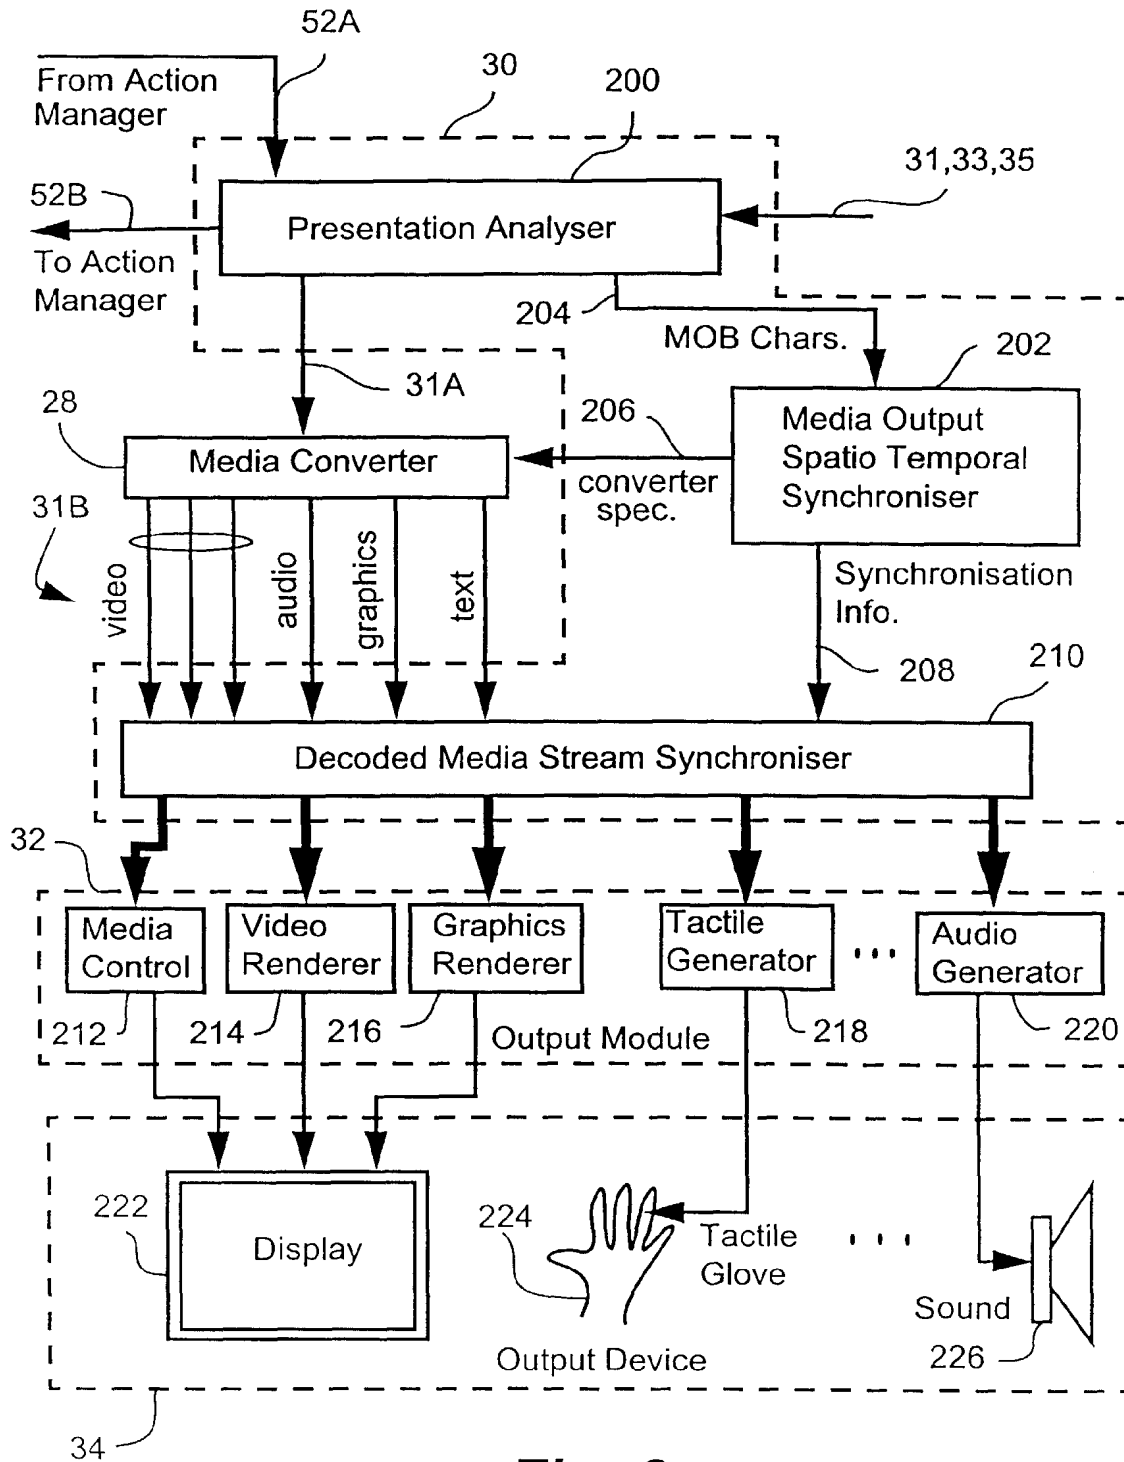 52A
From Action
Manager
30
200
31,33,35
52B
Presentation Analyser
To Action
Manager
204
MOB Chars.
202
31A
28
206
Media Output
Spatio Temporal
Synchroniser
Media Converter
converter
spec.
31B
video
audio
graphics
text
Synchronisation
Info.
208
210
Decoded Media Stream Synchroniser
32
Media
Control
Video
Renderer
Graphics
Renderer
Tactile
Generator
Audio
Generator
212
214
216
Output Module
218
220
222
Display
224
Tactile
Glove
Sound
226
Output Device
34